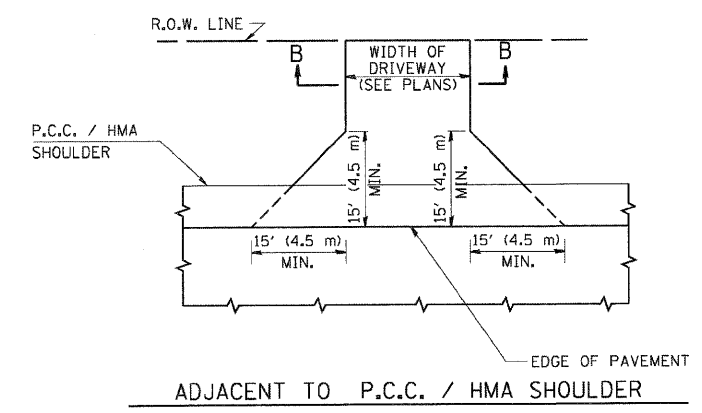 R.O.W. LINE
B
WIDTH OF
DRIVEWAY
(SEE PLANS)
B
P.C.C. / HMA
SHOULDER
15' (4.5 m)
MIN.
15' (4.5 m)
MIN.
15' (4.5 m)
MIN.
15' (4.5 m)
MIN.
EDGE OF PAVEMENT
ADJACENT TO P.C.C. / HMA SHOULDER